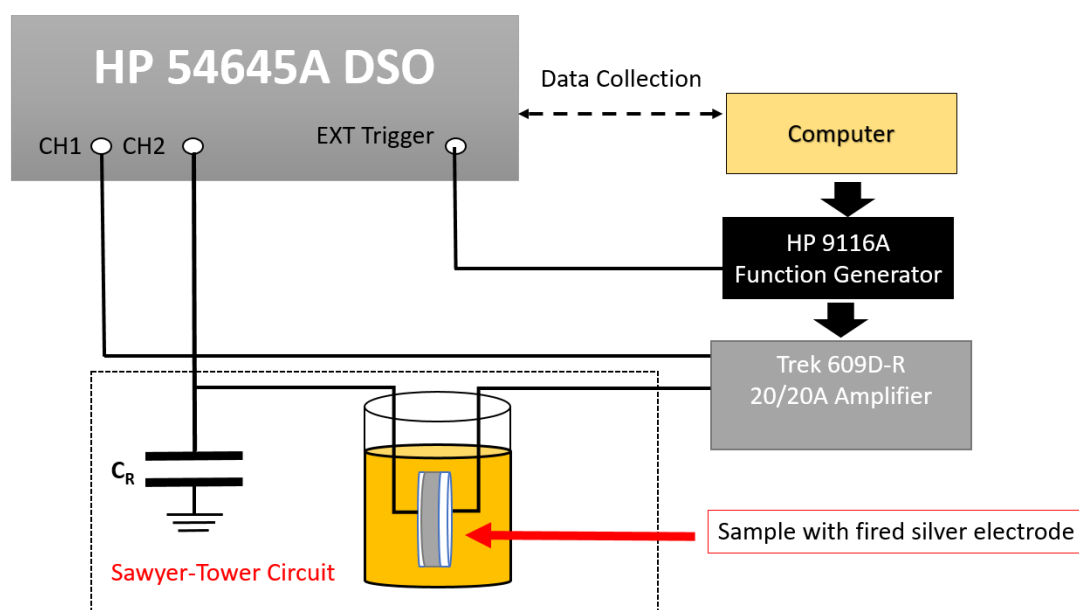 HP 54645A DSO
CH1
CH2
EXT Trigger
Data Collection
Computer
HP 9116A
Function Generator
Trek 609D-R
20/20A Amplifier
CR
Sample with fired silver electrode
Sawyer-Tower Circuit